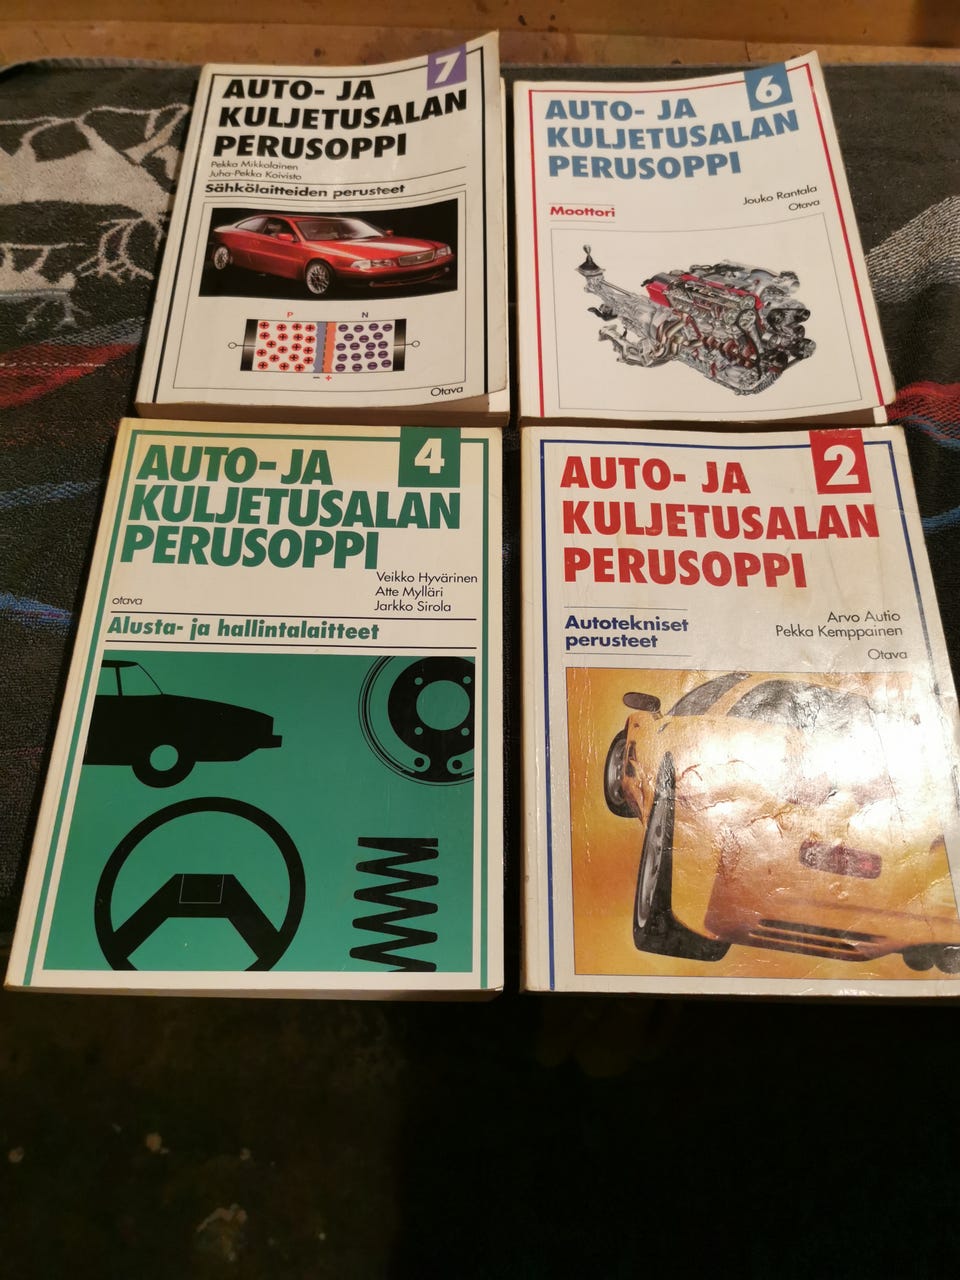 7
AUTO- JA
KULJETUSALAN
PERUSOPPI
Pekka Mikkolainen
Juha-Pekka Koivisto
Sähkölaitteiden perusteet
P N
- +
Otava
6
AUTO- JA
KULJETUSALAN
PERUSOPPI
Jouko Rantala
Otava
Moottori
4
AUTO- JA
KULJETUSALAN
PERUSOPPI
Veikko Hyvärinen
Atte Mylläri
Jarkko Sirola
otava
Alusta- ja hallintalaitteet
2
AUTO- JA
KULJETUSALAN
PERUSOPPI
Autotekniset
perusteet
Arvo Autio
Pekka Kemppainen
Otava